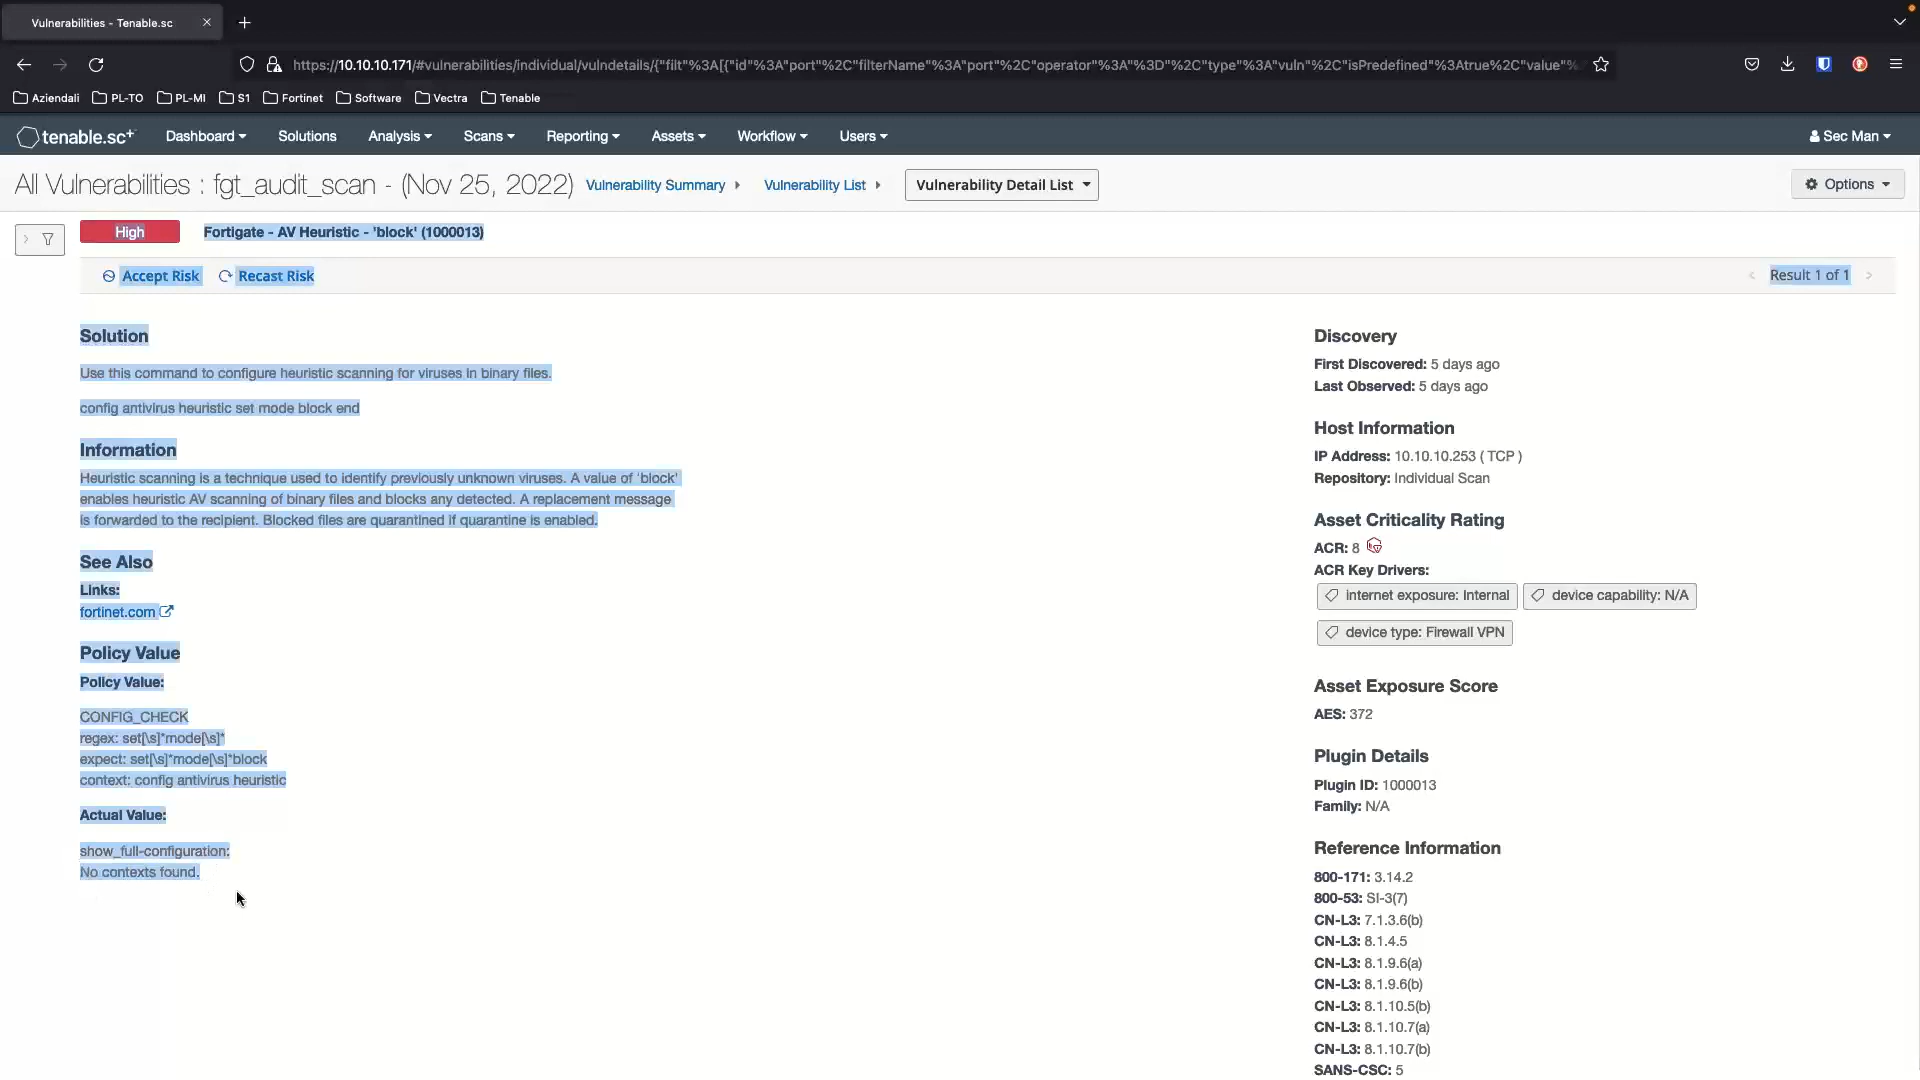 Vulnerabilities - Tenable.sc
https://10.10.10.171/#vulnerabilities/individual/vulndetails/{"filt"%3A[{"id"%3A"port"%2C"filterName"%3A"port"%2C"operator"%3A"%3D"%2C"type"%3A"vuln"%2C"isPredefined"%3Atrue%2C"value"%
Aziendali PL-TO PL-MI S1 Fortinet Software Vectra Tenable
tenable.sc+ Dashboard Solutions Analysis Scans Reporting Assets Workflow Users Sec Man
All Vulnerabilities : fgt_audit_scan - (Nov 25, 2022) Vulnerability Summary Vulnerability List Vulnerability Detail List Options
High Fortigate - AV Heuristic - 'block' (1000013)
Accept Risk Recast Risk Result 1 of 1
Solution
Use this command to configure heuristic scanning for viruses in binary files.
config antivirus heuristic set mode block end
Information
Heuristic scanning is a technique used to identify previously unknown viruses. A value of 'block'
enables heuristic AV scanning of binary files and blocks any detected. A replacement message
is forwarded to the recipient. Blocked files are quarantined if quarantine is enabled.
See Also
Links:
fortinet.com
Policy Value
Policy Value:
CONFIG_CHECK
regex: set[\s]*mode[\s]*
expect: set[\s]*mode[\s]*block
context: config antivirus heuristic
Actual Value:
show_full-configuration:
No contexts found.
Discovery
First Discovered: 5 days ago
Last Observed: 5 days ago
Host Information
IP Address: 10.10.10.253 ( TCP )
Repository: Individual Scan
Asset Criticality Rating
ACR: 8
ACR Key Drivers:
internet exposure: Internal device capability: N/A
device type: Firewall VPN
Asset Exposure Score
AES: 372
Plugin Details
Plugin ID: 1000013
Family: N/A
Reference Information
800-171: 3.14.2
800-53: SI-3(7)
CN-L3: 7.1.3.6(b)
CN-L3: 8.1.4.5
CN-L3: 8.1.9.6(a)
CN-L3: 8.1.9.6(b)
CN-L3: 8.1.10.5(b)
CN-L3: 8.1.10.7(a)
CN-L3: 8.1.10.7(b)
SANS-CSC: 5